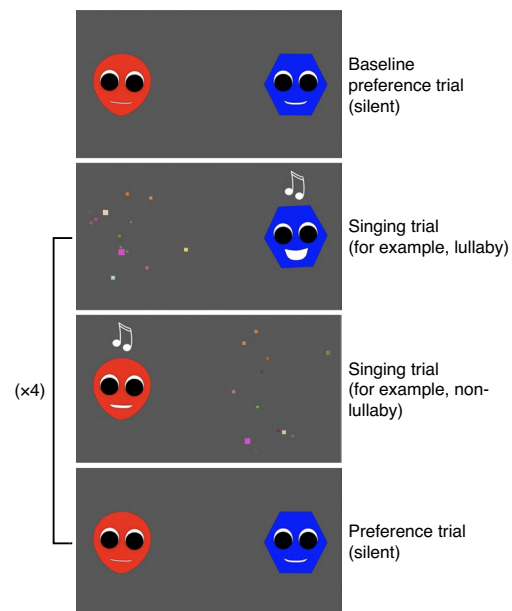 Baseline
preference trial
(silent)
Singing trial
(for example, lullaby)
(×4)
Singing trial
(for example, non-
lullaby)
Preference trial
(silent)